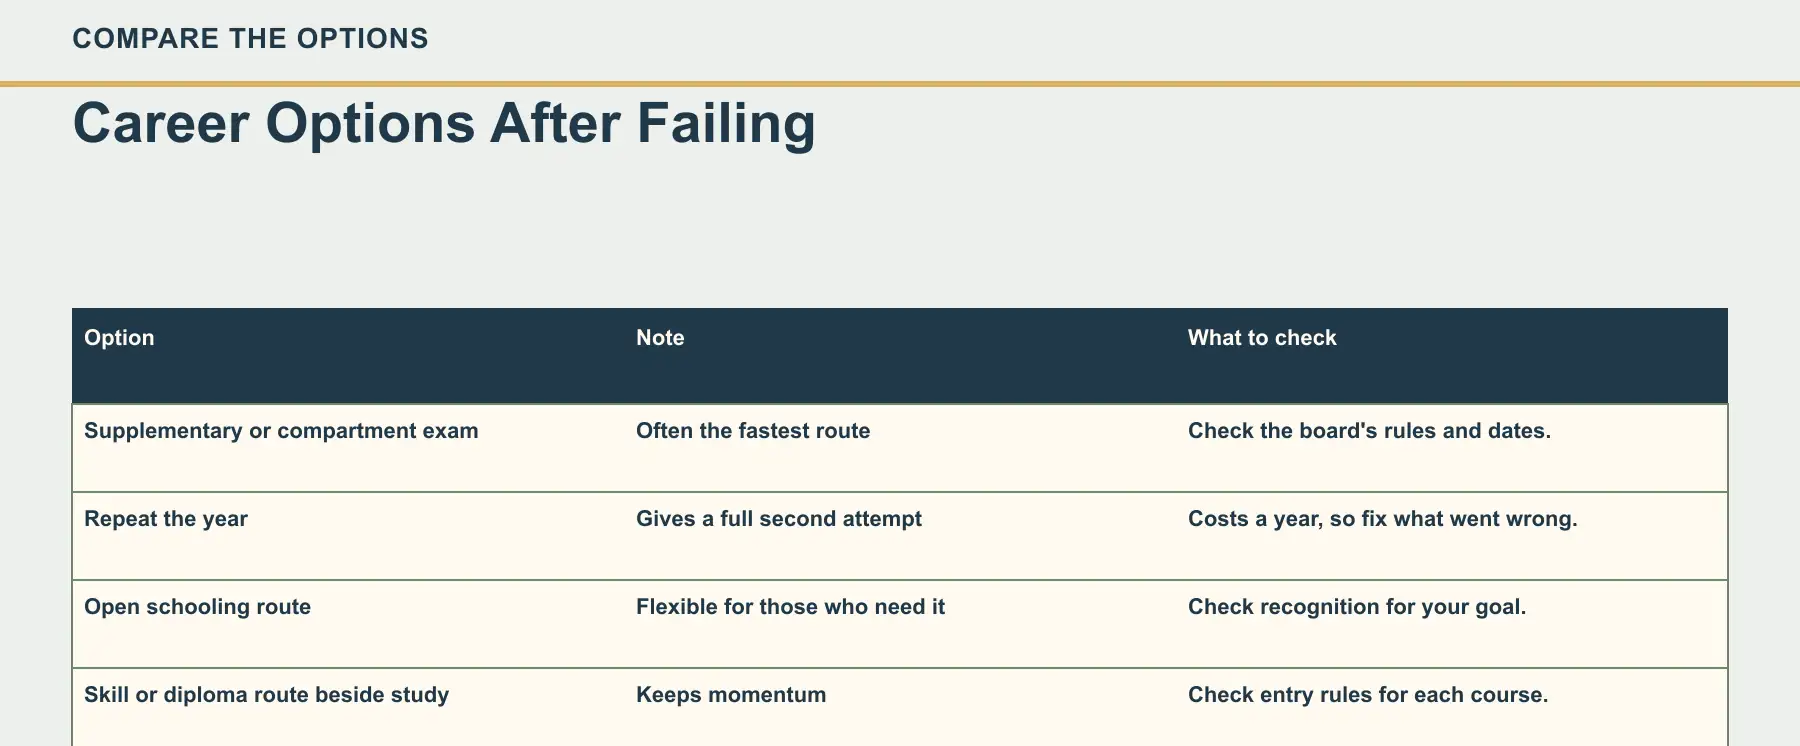 COMPARE THE OPTIONS
Career Options After Failing
Option Note What to check
Supplementary or compartment exam Often the fastest route Check the board's rules and dates.
Repeat the year Gives a full second attempt Costs a year, so fix what went wrong.
Open schooling route Flexible for those who need it Check recognition for your goal.
Skill or diploma route beside study Keeps momentum Check entry rules for each course.